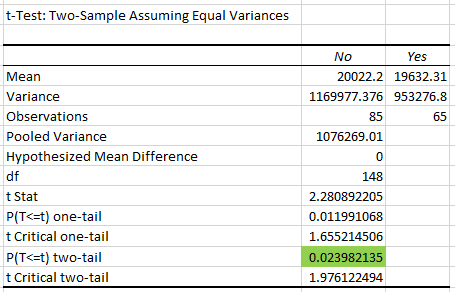 t-Test: Two-Sample Assuming Equal Variances
No Yes
Mean 20022.2 19632.31
Variance 1169977.376 953276.8
Observations 85 65
Pooled Variance 1076269.01
Hypothesized Mean Difference 0
df 148
t Stat 2.280892205
P(T<=t) one-tail 0.011991068
t Critical one-tail 1.655214506
P(T<=t) two-tail 0.023982135
t Critical two-tail 1.976122494